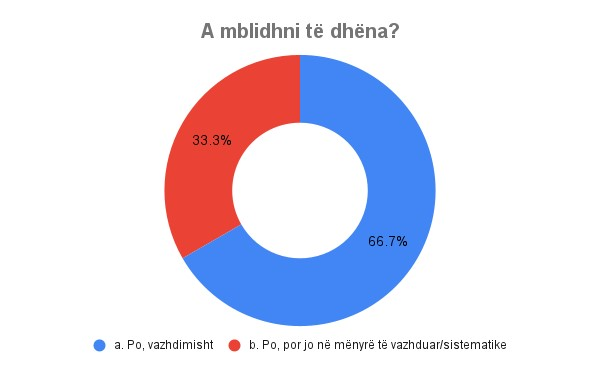 A mblidhni të dhëna?
33.3%
66.7%
a. Po, vazhdimisht b. Po, por jo në mënyrë të vazhduar/sistematike